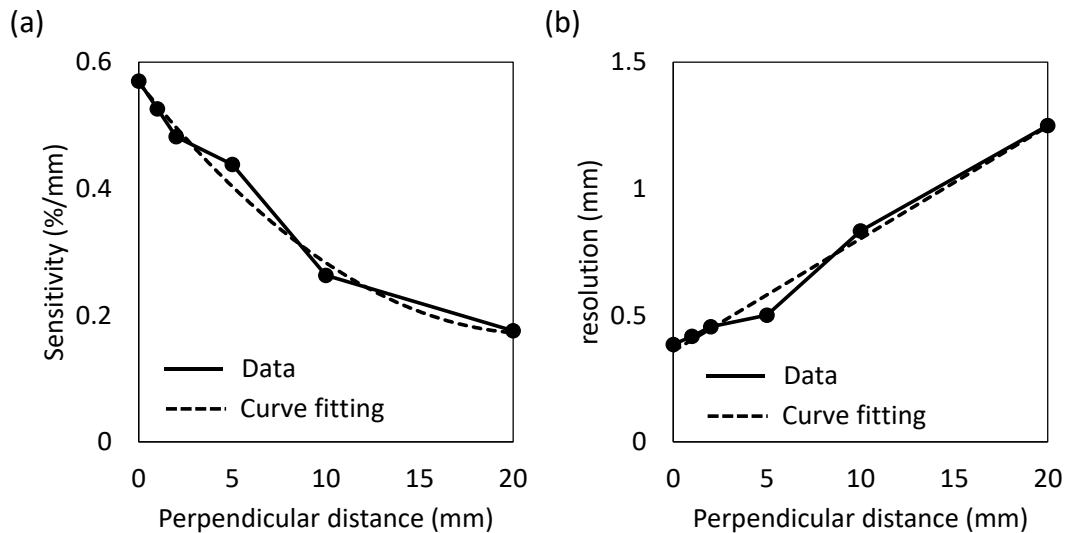 (a)
0.6
0.4
0.2
0
Sensitivity (%/mm)
Data
Curve fitting
0 5 10 15 20
Perpendicular distance (mm)
(b)
1.5
1
0.5
0
resolution (mm)
Data
Curve fitting
0 5 10 15 20
Perpendicular distance (mm)